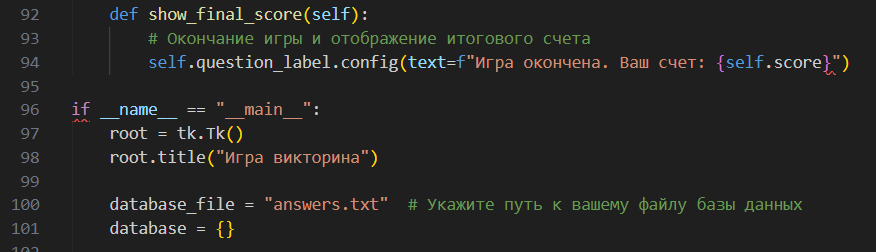 92 def show_final_score(self):
93 # Окончание игры и отображение итогового счета
94 self.question_label.config(text=f"Игра окончена. Ваш счет: {self.score}")
95
96 if __name__ == "__main__":
97 root = tk.Tk()
98 root.title("Игра викторина")
99
100 database_file = "answers.txt" # Укажите путь к вашему файлу базы данных
101 database = {}
102